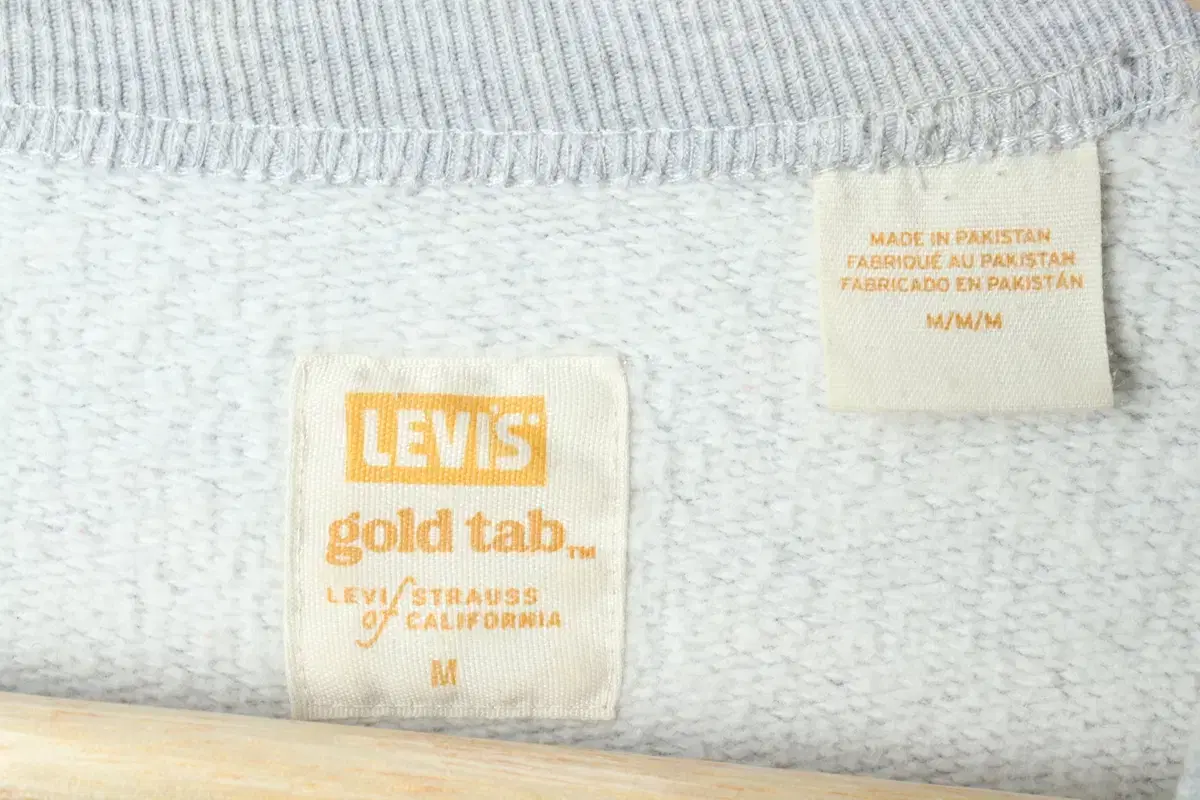 MADE IN PAKISTAN
FABRIQUÉ AU PAKISTAN
FABRICADO EN PAKISTÁN
M/M/M
LEVI'S
gold tab™
LEVI STRAUSS
of CALIFORNIA
M